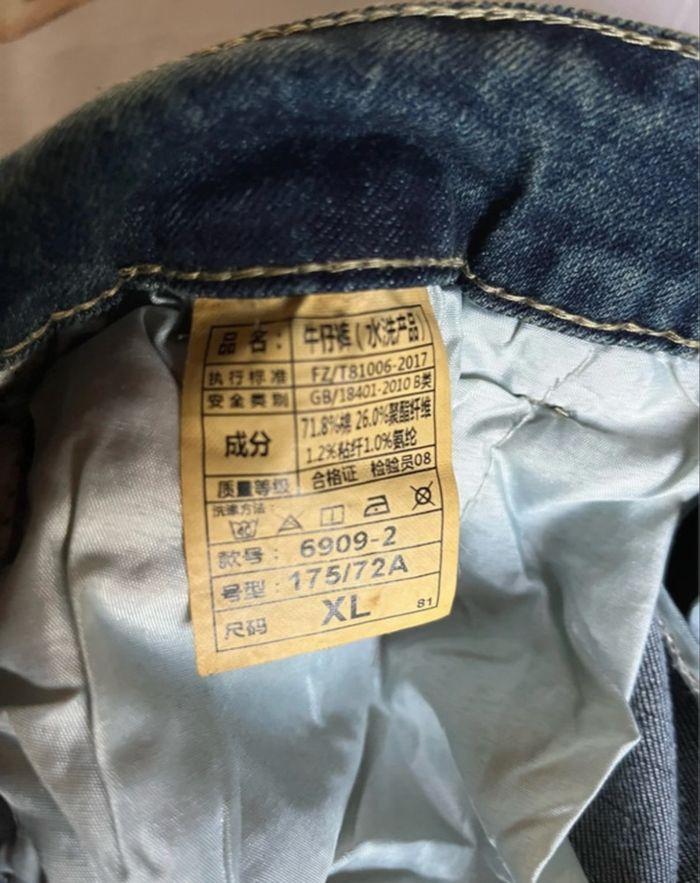 品 名： 牛仔裤（水洗产品）
执行标准 FZ/T81006-2017
安全类别 GB/18401-2010 B类
成分 71.8%棉 26.0%聚酯纤维
1.2%粘纤1.0%氨纶
质量等级 合格证 检验员08
洗涤方法：
款号： 6909-2
号型： 175/72A
尺码 XL 81